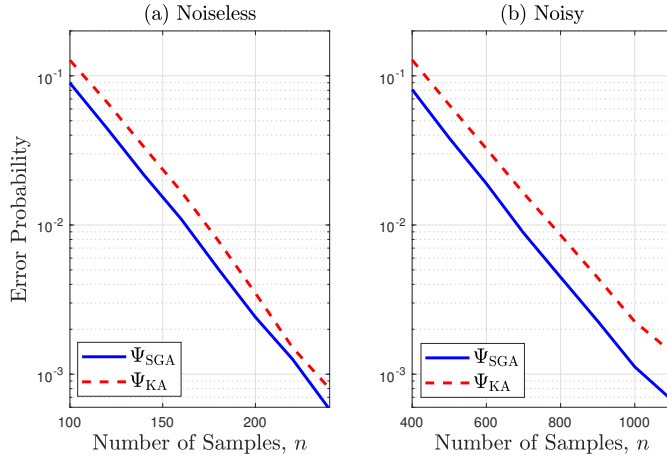 (a) Noiseless
(b) Noisy
Error Probability
10⁻¹
10⁻²
10⁻³
Ψ_SGA
Ψ_KA
100
150
200
Number of Samples, n
10⁻¹
10⁻²
10⁻³
Ψ_SGA
Ψ_KA
400
600
800
1000
Number of Samples, n